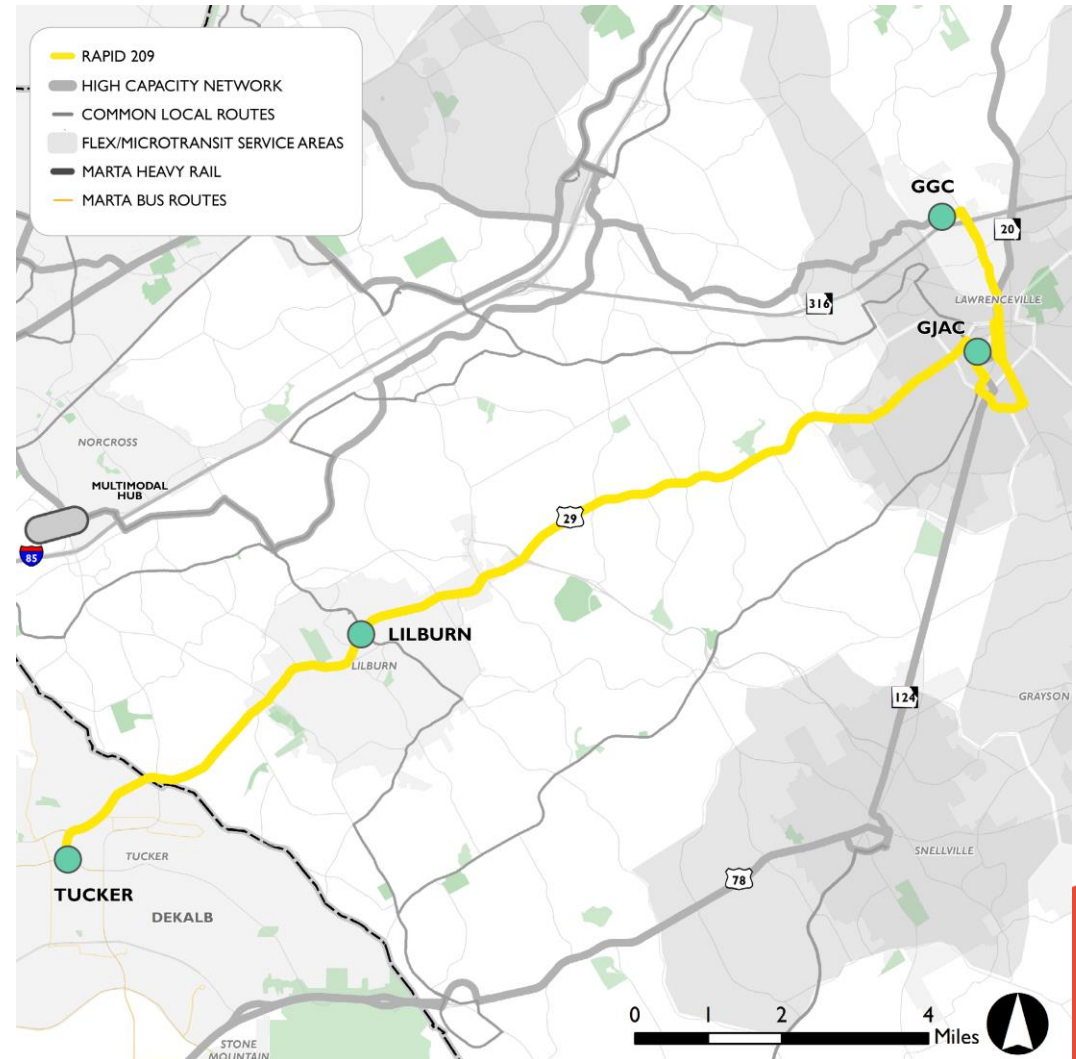 RAPID 209
HIGH CAPACITY NETWORK
COMMON LOCAL ROUTES
FLEX/MICROTRANSIT SERVICE AREAS
MARTA HEAVY RAIL
MARTA BUS ROUTES
GGC
20
LAWRENCEVILLE
316
GJAC
NORCROSS
MULTIMODAL
HUB
85
29
LILBURN
LILBURN
124
GRAYSON
TUCKER
TUCKER
DEKALB
SNELLVILLE
78
STONE
MOUNTAIN
0 1 2 4
Miles